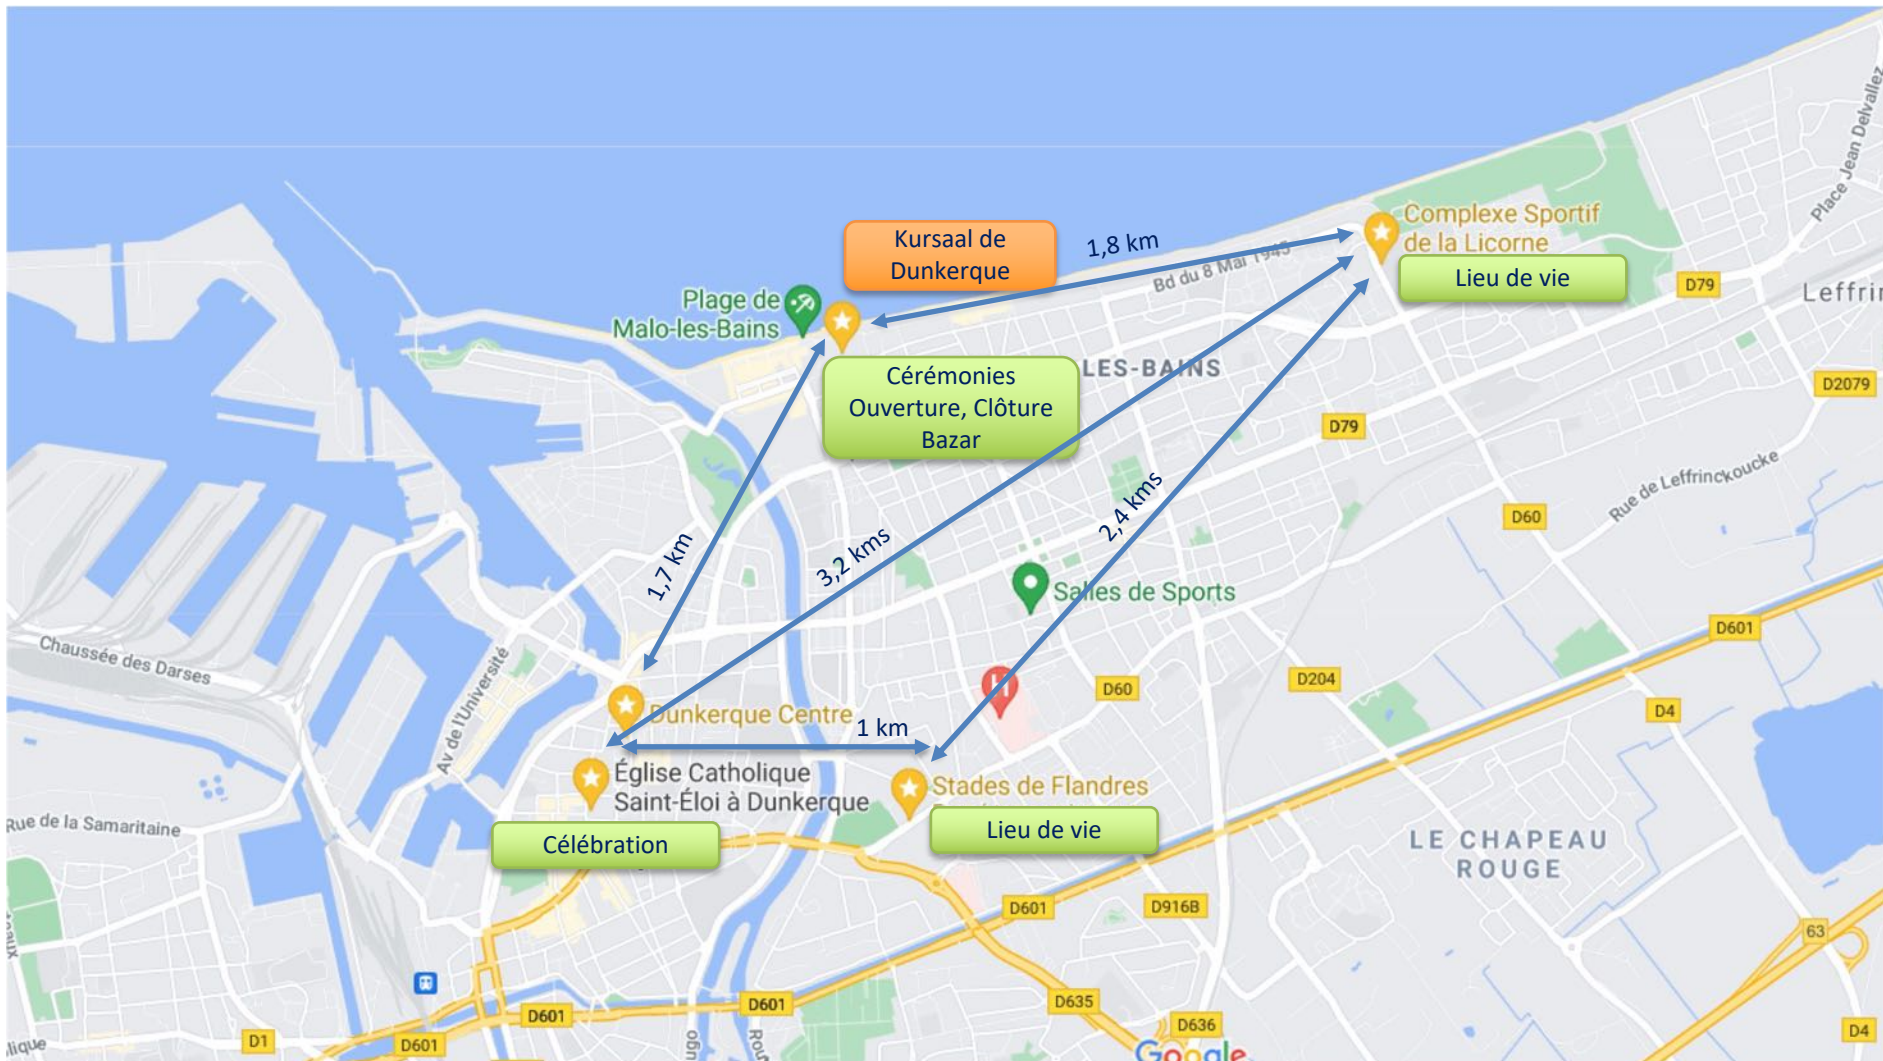 Place Jean Delvallez
Complexe Sportif
de la Licorne
Kursaal de
Dunkerque
1,8 km
Bd du 8 Mai 1945
Lieu de vie
D79
Plage de
Malo-les-Bains
LES-BAINS
Cérémonies
Ouverture, Clôture
Bazar
D2079
D79
Rue de Leffrinckoucke
2,4 kms
D60
3,2 kms
1,7 km
Salles de Sports
D601
Chaussée des Darses
Av de l'Université
H
D60
D204
D4
Dunkerque Centre
1 km
Église Catholique
Saint-Éloi à Dunkerque
Stades de Flandres
Rue de la Samaritaine
Célébration
Lieu de vie
LE CHAPEAU
ROUGE
D601
D916B
63
D601
D601
D635
D636
D1
D601
D4
Google